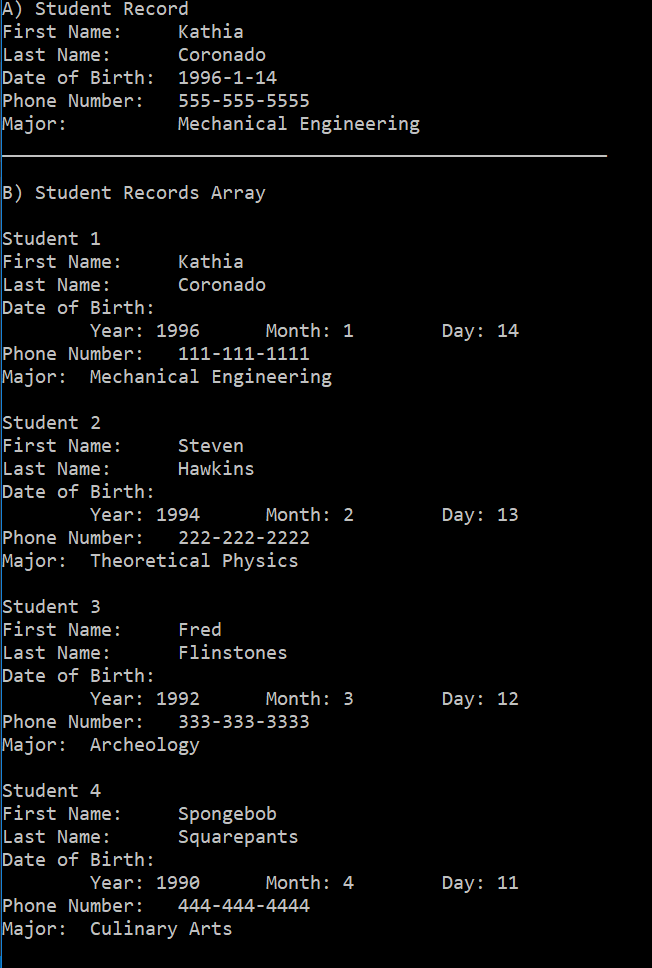 A) Student Record
First Name:     Kathia
Last Name:      Coronado
Date of Birth:  1996-1-14
Phone Number:   555-555-5555
Major:          Mechanical Engineering
B) Student Records Array
Student 1
First Name:     Kathia
Last Name:      Coronado
Date of Birth:
        Year: 1996      Month: 1        Day: 14
Phone Number:   111-111-1111
Major:  Mechanical Engineering
Student 2
First Name:     Steven
Last Name:      Hawkins
Date of Birth:
        Year: 1994      Month: 2        Day: 13
Phone Number:   222-222-2222
Major:  Theoretical Physics
Student 3
First Name:     Fred
Last Name:      Flinstones
Date of Birth:
        Year: 1992      Month: 3        Day: 12
Phone Number:   333-333-3333
Major:  Archeology
Student 4
First Name:     Spongebob
Last Name:      Squarepants
Date of Birth:
        Year: 1990      Month: 4        Day: 11
Phone Number:   444-444-4444
Major:  Culinary Arts